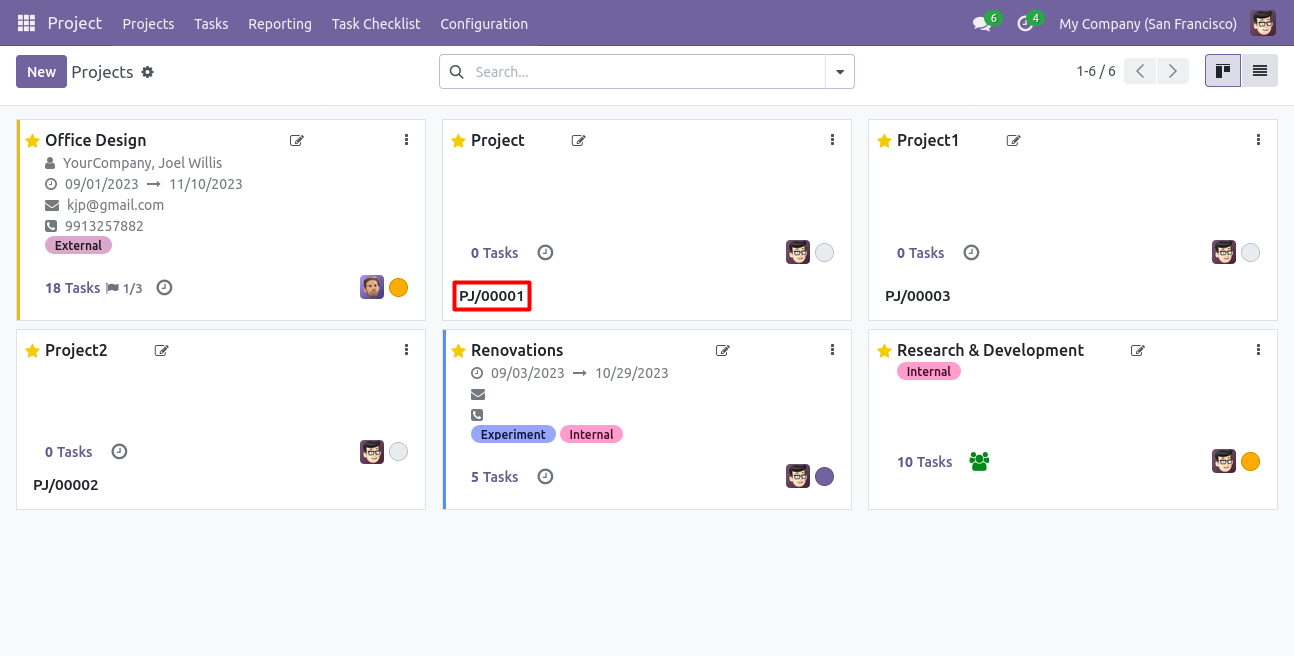 Project Projects Tasks Reporting Task Checklist Configuration 6 4 My Company (San Francisco)
New Projects Search... 1-6 / 6
Office Design
YourCompany, Joel Willis
09/01/2023 → 11/10/2023
kjp@gmail.com
9913257882
External
18 Tasks 1/3
Project
0 Tasks
PJ/00001
Project1
0 Tasks
PJ/00003
Project2
0 Tasks
PJ/00002
Renovations
09/03/2023 → 10/29/2023
Experiment Internal
5 Tasks
Research & Development
Internal
10 Tasks